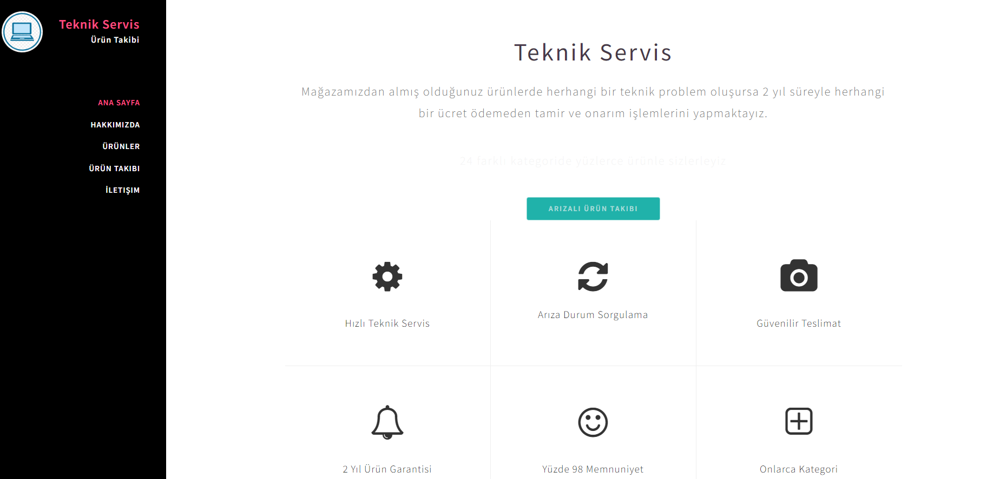 Teknik Servis
Ürün Takibi
ANA SAYFA
HAKKIMIZDA
ÜRÜNLER
ÜRÜN TAKIBI
İLETIŞIM
Teknik Servis
Mağazamızdan almış olduğunuz ürünlerde herhangi bir teknik problem oluşursa 2 yıl süreyle herhangi
bir ücret ödemeden tamir ve onarım işlemlerini yapmaktayız.
24 farklı kategoride yüzlerce ürünle sizlerleyiz
ARIZALI ÜRÜN TAKIBI
Hızlı Teknik Servis
Arıza Durum Sorgulama
Güvenilir Teslimat
2 Yıl Ürün Garantisi
Yüzde 98 Memnuniyet
Onlarca Kategori